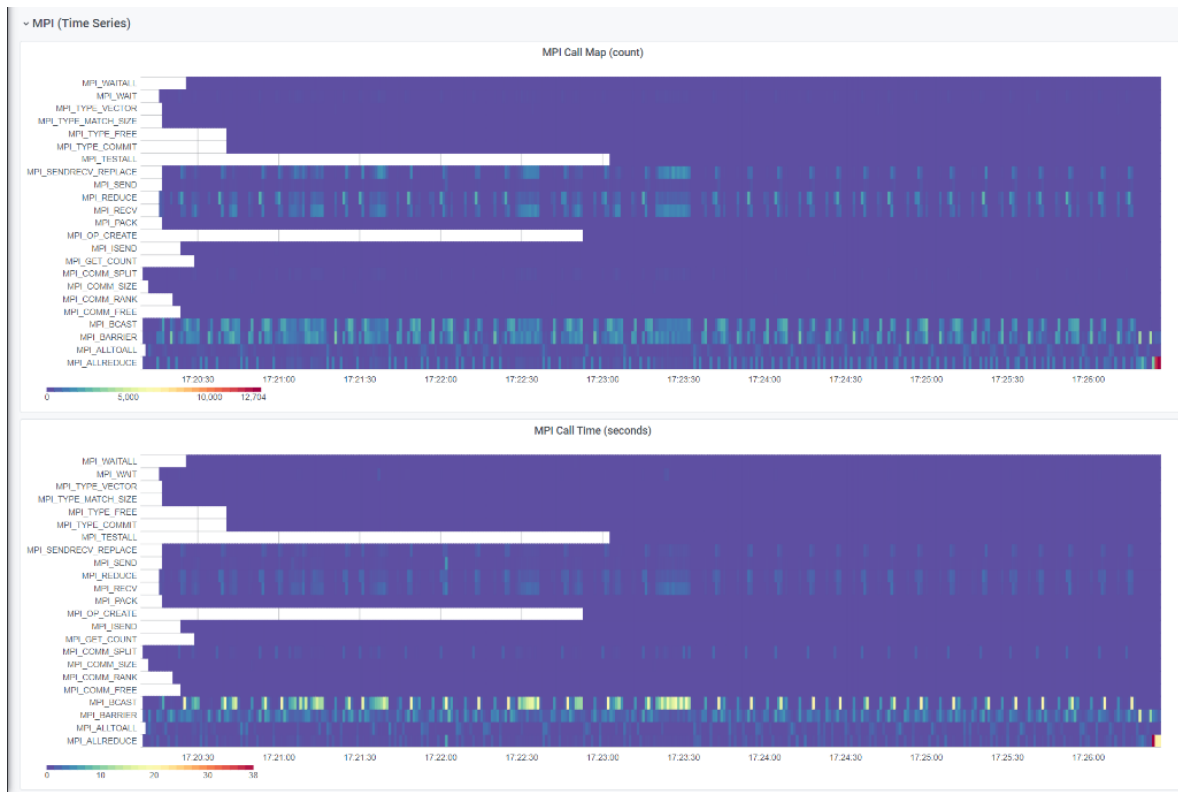 MPI (Time Series)
MPI Call Map (count)
MPI_WAITALL
MPI_WAIT
MPI_TYPE_VECTOR
MPI_TYPE_MATCH_SIZE
MPI_TYPE_FREE
MPI_TYPE_COMMIT
MPI_TESTALL
MPI_SENDRECV_REPLACE
MPI_SEND
MPI_REDUCE
MPI_RECV
MPI_PACK
MPI_OP_CREATE
MPI_ISEND
MPI_GET_COUNT
MPI_COMM_SPLIT
MPI_COMM_SIZE
MPI_COMM_RANK
MPI_COMM_FREE
MPI_BCAST
MPI_BARRIER
MPI_ALLTOALL
MPI_ALLREDUCE
17:20:30 17:21:00 17:21:30 17:22:00 17:22:30 17:23:00 17:23:30 17:24:00 17:24:30 17:25:00 17:25:30 17:26:00
0 5,000 10,000 12,704
MPI Call Time (seconds)
MPI_WAITALL
MPI_WAIT
MPI_TYPE_VECTOR
MPI_TYPE_MATCH_SIZE
MPI_TYPE_FREE
MPI_TYPE_COMMIT
MPI_TESTALL
MPI_SENDRECV_REPLACE
MPI_SEND
MPI_REDUCE
MPI_RECV
MPI_PACK
MPI_OP_CREATE
MPI_ISEND
MPI_GET_COUNT
MPI_COMM_SPLIT
MPI_COMM_SIZE
MPI_COMM_RANK
MPI_COMM_FREE
MPI_BCAST
MPI_BARRIER
MPI_ALLTOALL
MPI_ALLREDUCE
17:20:30 17:21:00 17:21:30 17:22:00 17:22:30 17:23:00 17:23:30 17:24:00 17:24:30 17:25:00 17:25:30 17:26:00
0 10 20 30 38